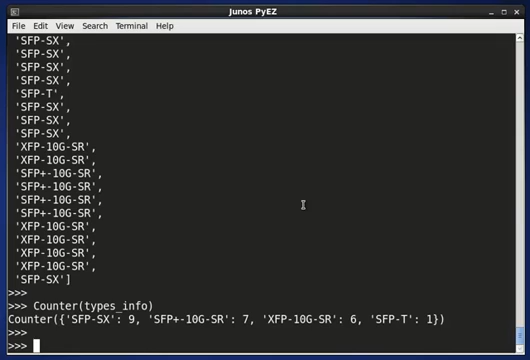 Junos PyEZ
File Edit View Search Terminal Help
'SFP-SX',
'SFP-SX',
'SFP-SX',
'SFP-SX',
'SFP-T',
'SFP-SX',
'SFP-SX',
'SFP-SX',
'XFP-10G-SR',
'XFP-10G-SR',
'SFP+-10G-SR',
'SFP+-10G-SR',
'SFP+-10G-SR',
'SFP+-10G-SR',
'XFP-10G-SR',
'XFP-10G-SR',
'XFP-10G-SR',
'XFP-10G-SR',
'SFP-SX']
>>>
>>> Counter(types_info)
Counter({'SFP-SX': 9, 'SFP+-10G-SR': 7, 'XFP-10G-SR': 6, 'SFP-T': 1})
>>>
>>>